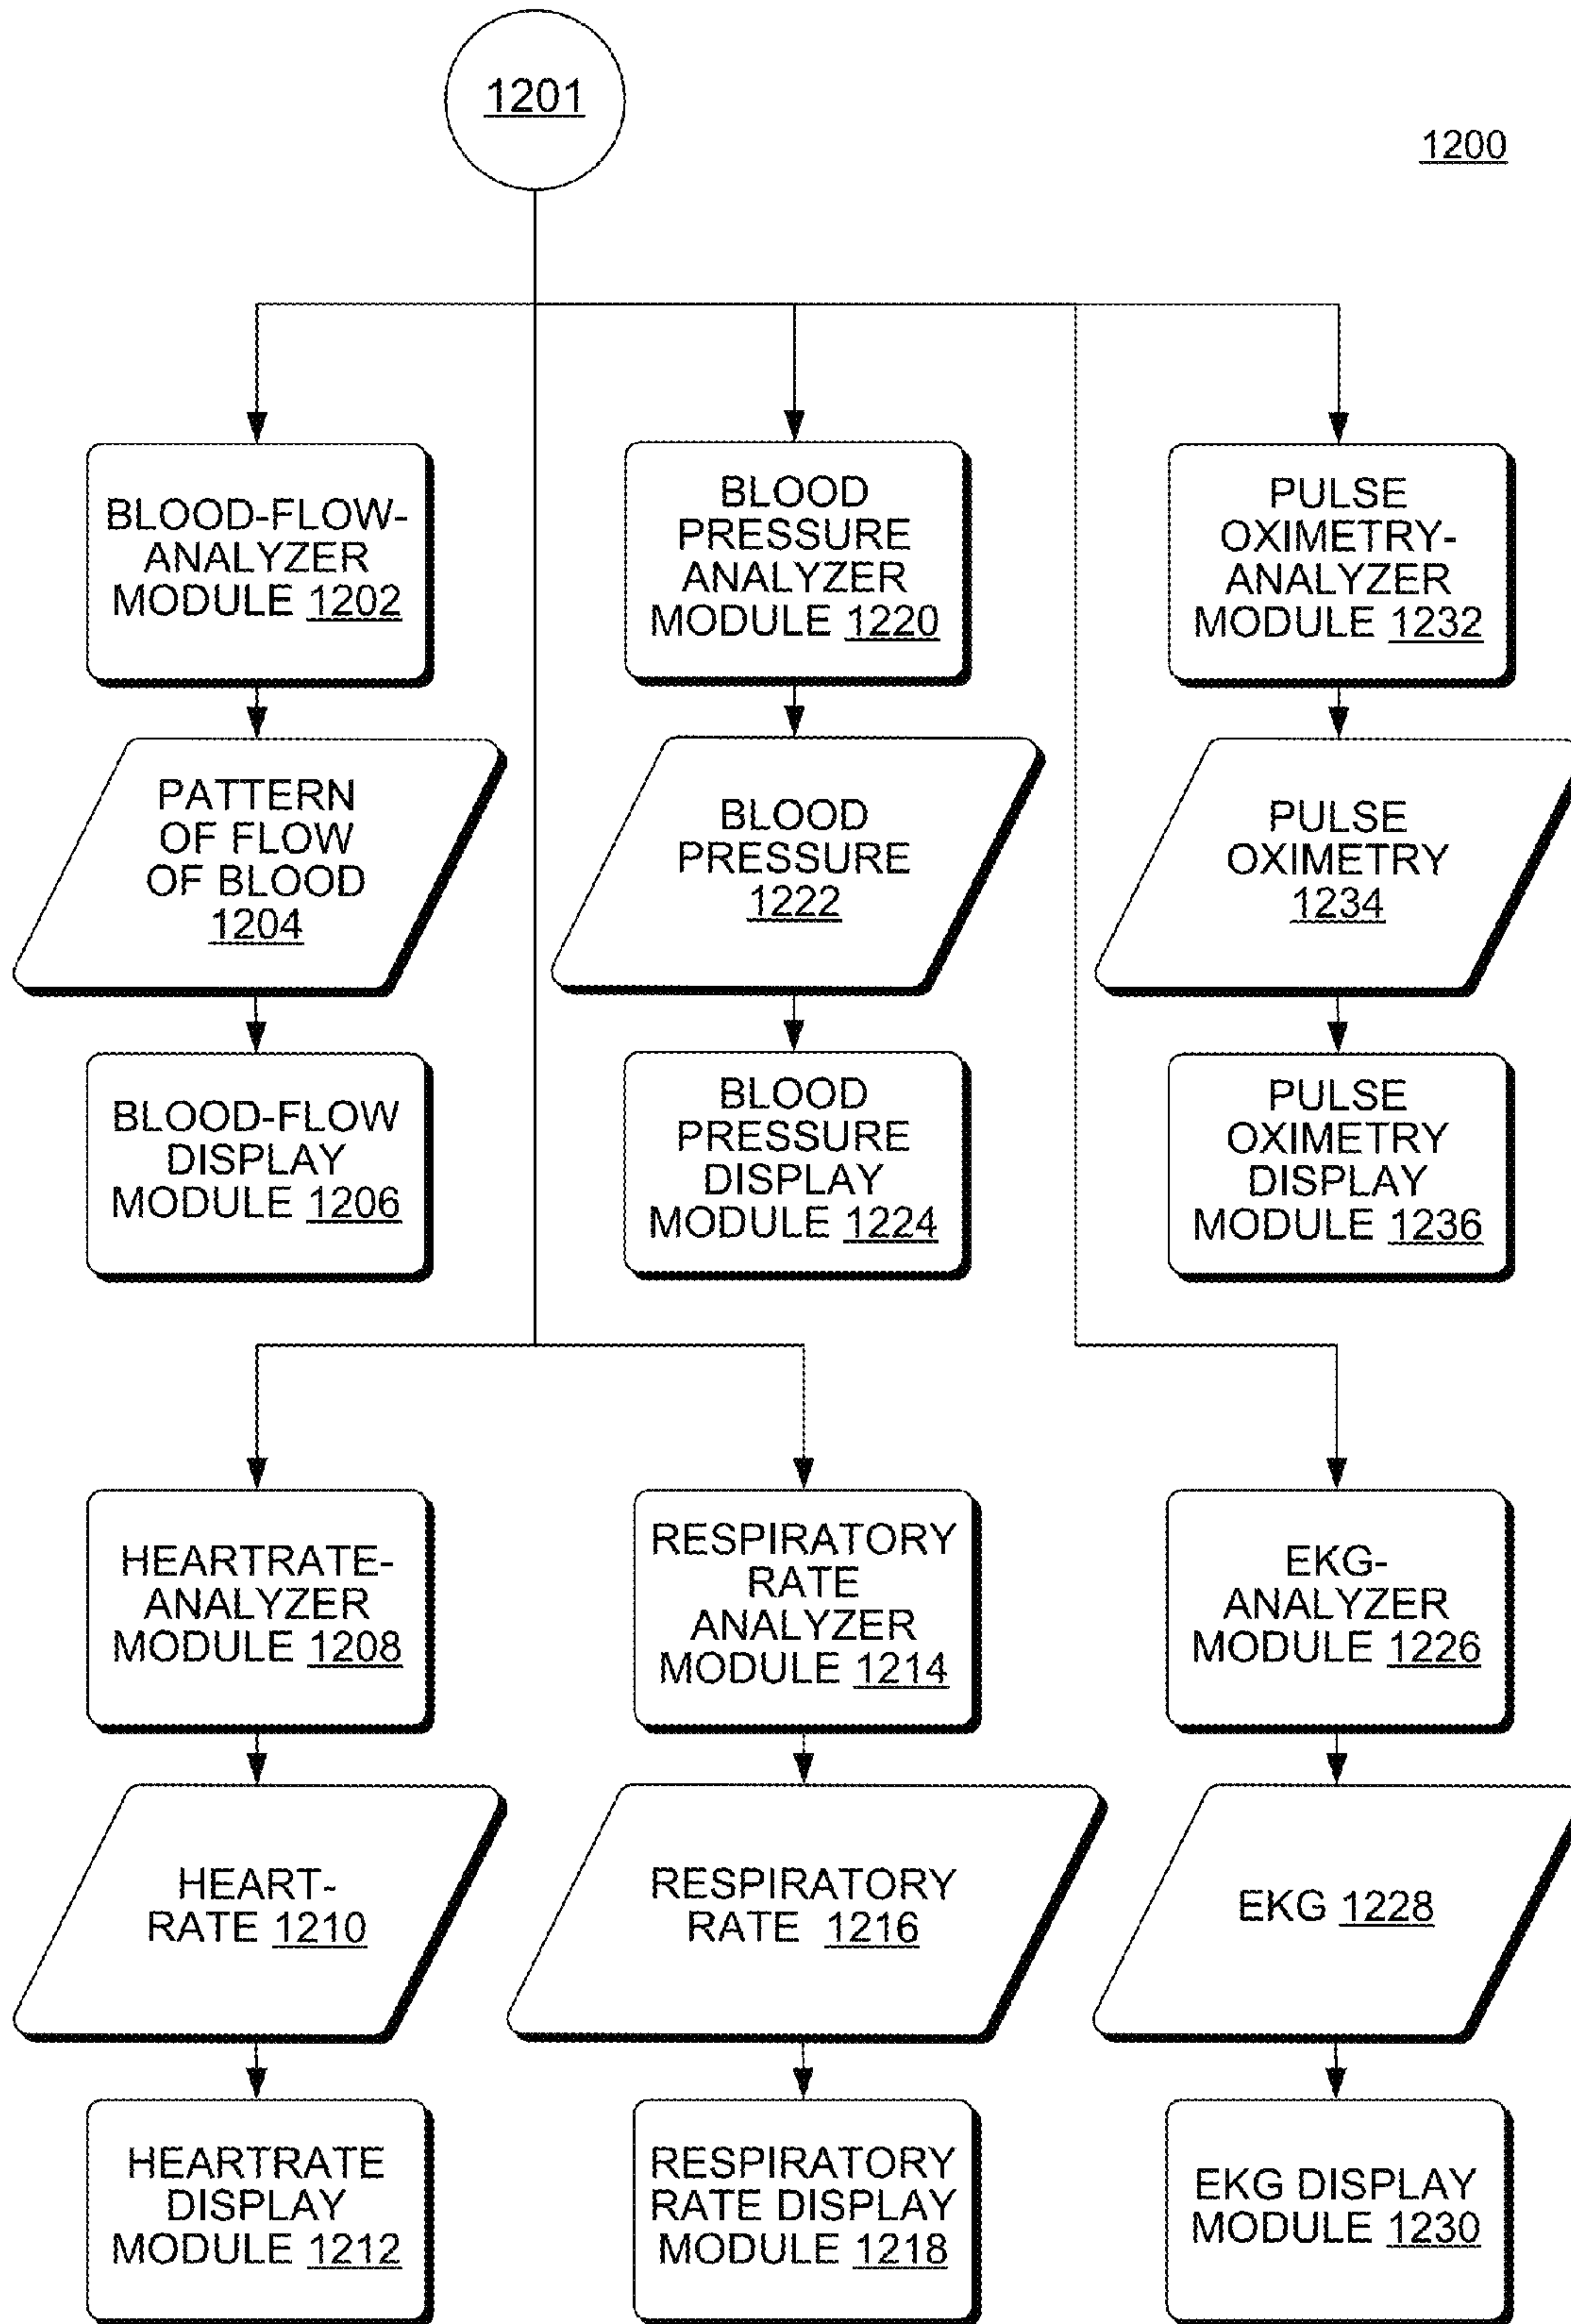 1201
1200
BLOOD-FLOW-
ANALYZER
MODULE 1202
BLOOD
PRESSURE
ANALYZER
MODULE 1220
PULSE
OXIMETRY-
ANALYZER
MODULE 1232
PATTERN
OF FLOW
OF BLOOD
1204
BLOOD
PRESSURE
1222
PULSE
OXIMETRY
1234
BLOOD-FLOW
DISPLAY
MODULE 1206
BLOOD
PRESSURE
DISPLAY
MODULE 1224
PULSE
OXIMETRY
DISPLAY
MODULE 1236
HEARTRATE-
ANALYZER
MODULE 1208
RESPIRATORY
RATE
ANALYZER
MODULE 1214
EKG-
ANALYZER
MODULE 1226
HEART-
RATE 1210
RESPIRATORY
RATE 1216
EKG 1228
HEARTRATE
DISPLAY
MODULE 1212
RESPIRATORY
RATE DISPLAY
MODULE 1218
EKG DISPLAY
MODULE 1230